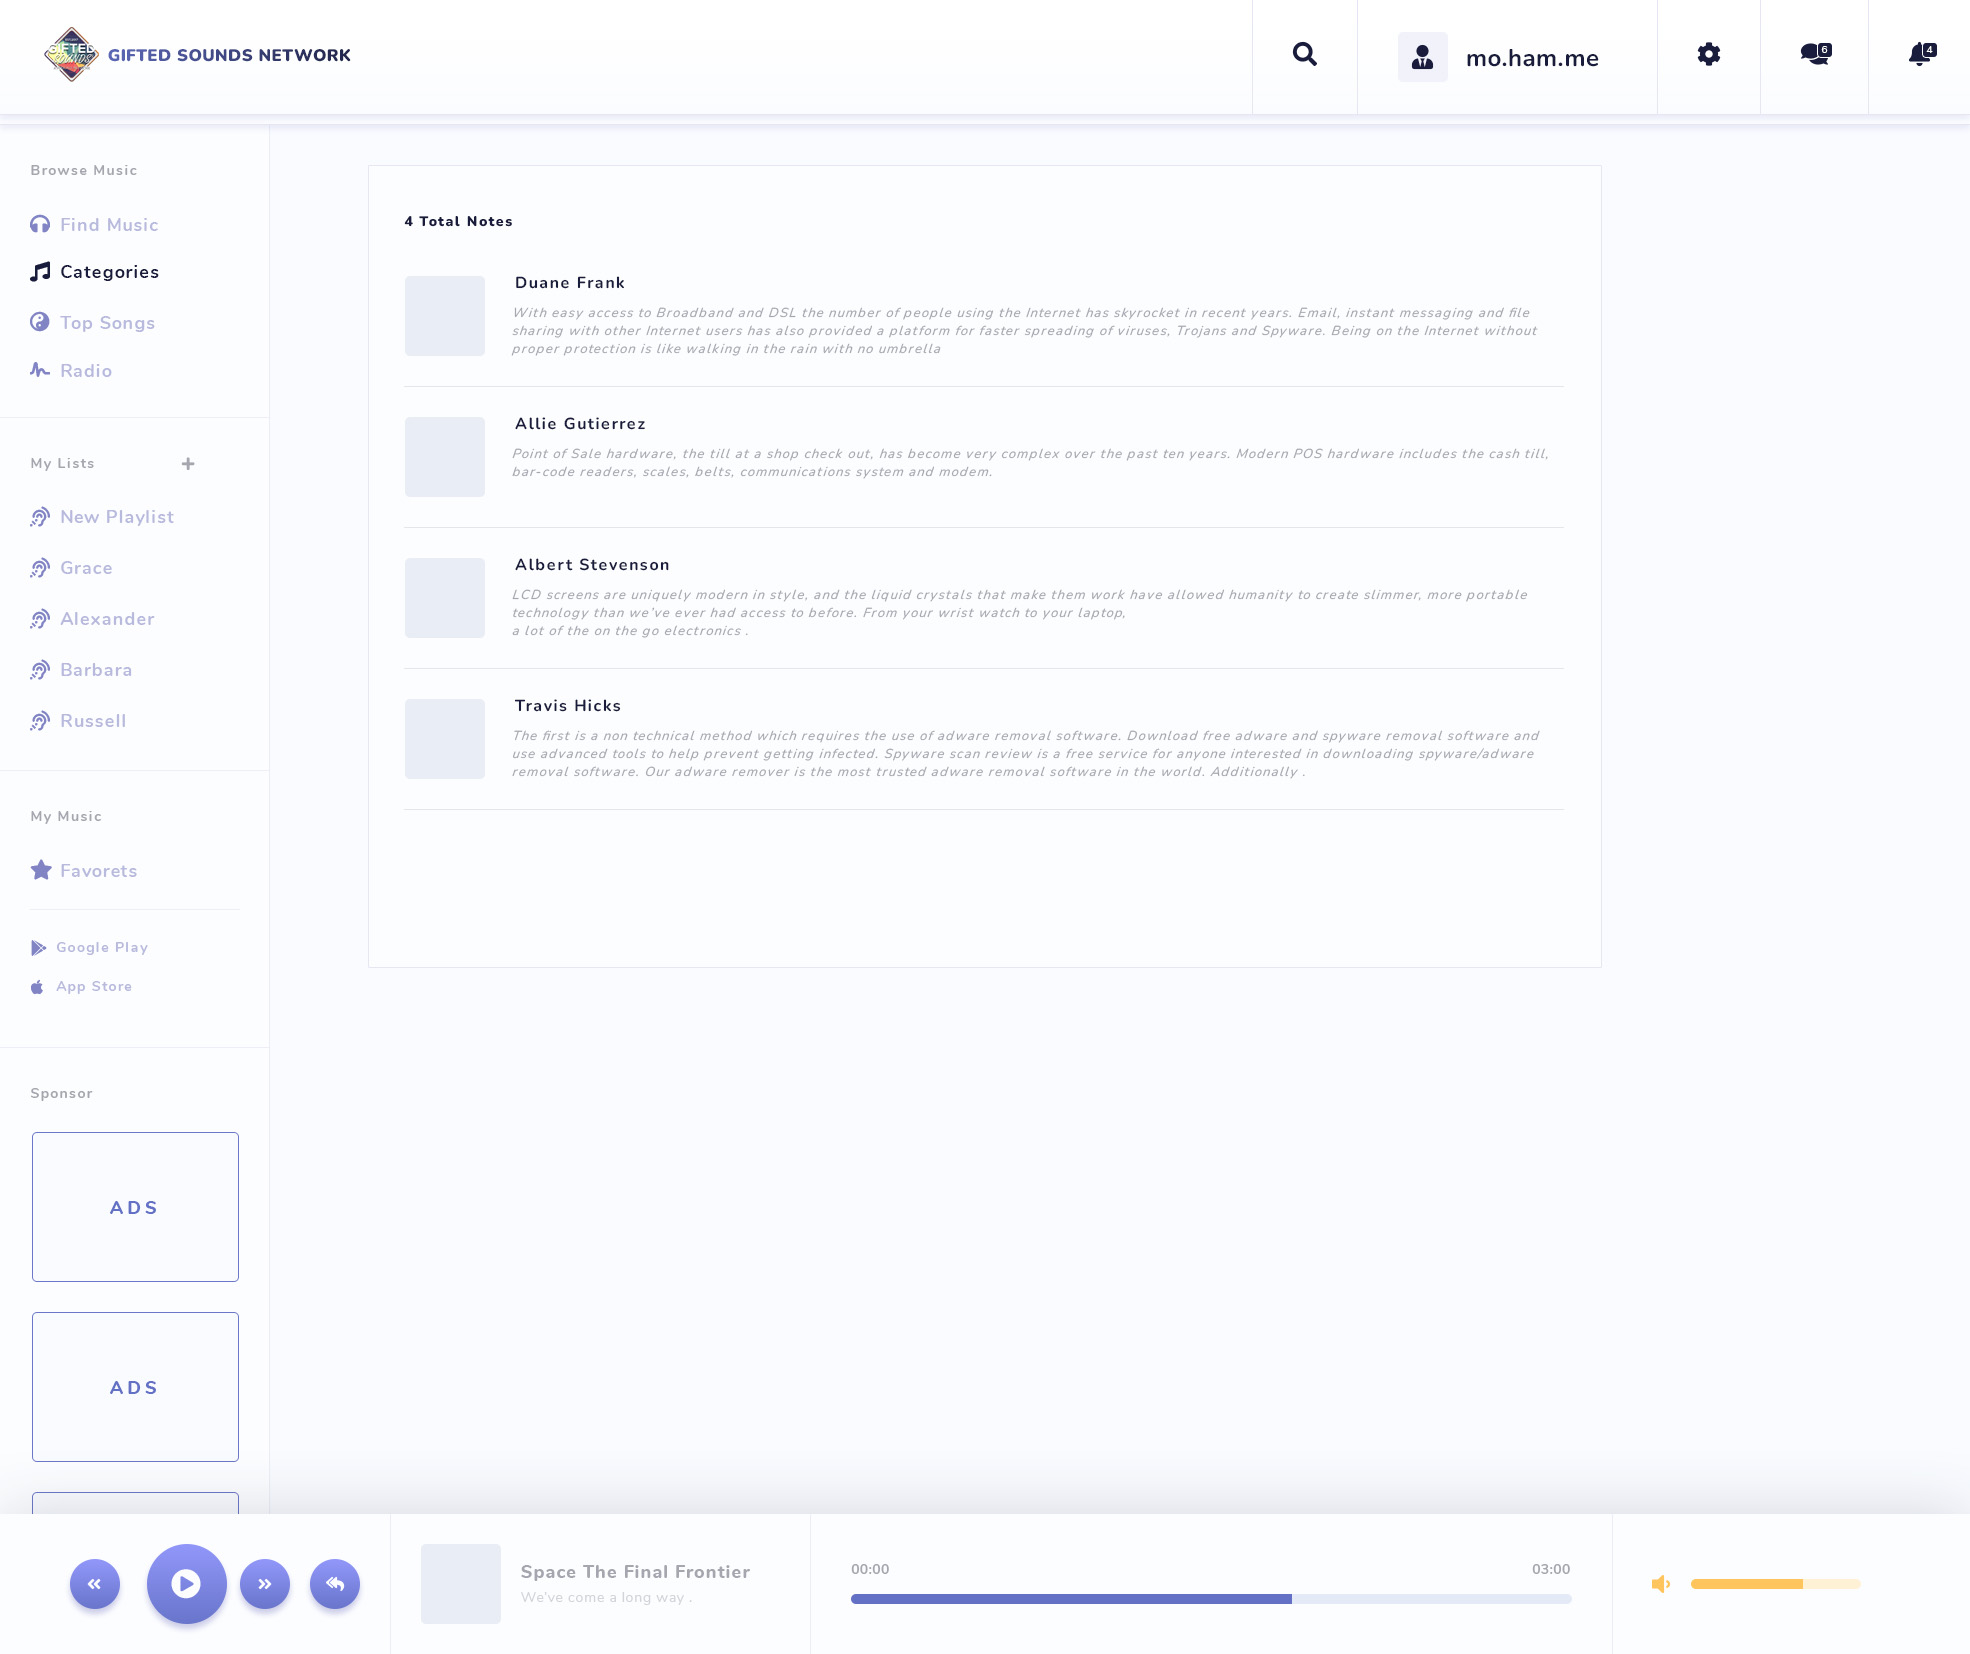 GIFTED
GIFTED SOUNDS NETWORK
mo.ham.me
6
4
Browse Music
Find Music
Categories
Top Songs
Radio
My Lists
New Playlist
Grace
Alexander
Barbara
Russell
My Music
Favorets
Google Play
App Store
Sponsor
ADS
ADS
4 Total Notes
Duane Frank
With easy access to Broadband and DSL the number of people using the Internet has skyrocket in recent years. Email, instant messaging and file
sharing with other Internet users has also provided a platform for faster spreading of viruses, Trojans and Spyware. Being on the Internet without
proper protection is like walking in the rain with no umbrella
Allie Gutierrez
Point of Sale hardware, the till at a shop check out, has become very complex over the past ten years. Modern POS hardware includes the cash till,
bar-code readers, scales, belts, communications system and modem.
Albert Stevenson
LCD screens are uniquely modern in style, and the liquid crystals that make them work have allowed humanity to create slimmer, more portable
technology than we've ever had access to before. From your wrist watch to your laptop,
a lot of the on the go electronics .
Travis Hicks
The first is a non technical method which requires the use of adware removal software. Download free adware and spyware removal software and
use advanced tools to help prevent getting infected. Spyware scan review is a free service for anyone interested in downloading spyware/adware
removal software. Our adware remover is the most trusted adware removal software in the world. Additionally .
Space The Final Frontier
We've come a long way .
00:00
03:00